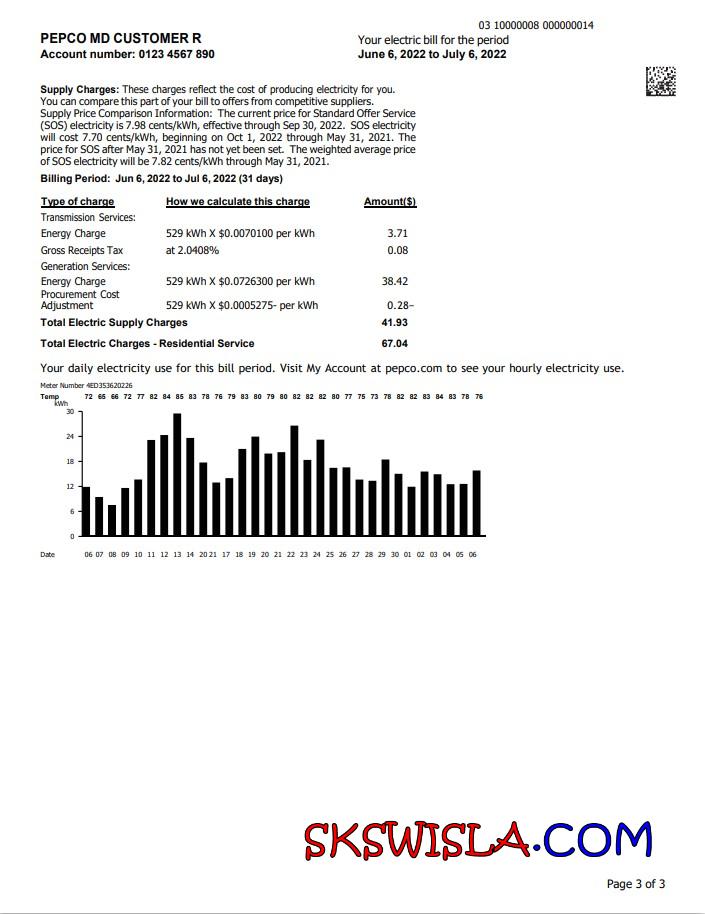 03 10000008 000000014
PEPCO MD CUSTOMER R
Account number: 0123 4567 890
Your electric bill for the period
June 6, 2022 to July 6, 2022
Supply Charges: These charges reflect the cost of producing electricity for you.
You can compare this part of your bill to offers from competitive suppliers.
Supply Price Comparison Information: The current price for Standard Offer Service
(SOS) electricity is 7.98 cents/kWh, effective through Sep 30, 2022. SOS electricity
will cost 7.70 cents/kWh, beginning on Oct 1, 2022 through May 31, 2021. The
price for SOS after May 31, 2021 has not yet been set. The weighted average price
of SOS electricity will be 7.82 cents/kWh through May 31, 2021.
Billing Period: Jun 6, 2022 to Jul 6, 2022 (31 days)
Type of charge How we calculate this charge Amount($)
Transmission Services:
Energy Charge 529 kWh X $0.0070100 per kWh 3.71
Gross Receipts Tax at 2.0408% 0.08
Generation Services:
Energy Charge 529 kWh X $0.0726300 per kWh 38.42
Procurement Cost
Adjustment 529 kWh X $0.0005275- per kWh 0.28−
Total Electric Supply Charges 41.93
Total Electric Charges - Residential Service 67.04
Your daily electricity use for this bill period. Visit My Account at pepco.com to see your hourly electricity use.
Meter Number 4ED353620226
Temp 72 65 66 72 77 82 84 85 83 78 76 79 83 80 79 80 82 82 82 80 77 75 73 78 82 82 83 84 83 78 76
kWh
30
24
18
12
6
0
Date 06 07 08 09 10 11 12 13 14 20 21 17 18 19 20 21 22 23 24 25 26 27 28 29 30 01 02 03 04 05 06
SKSWISLA.COM
Page 3 of 3